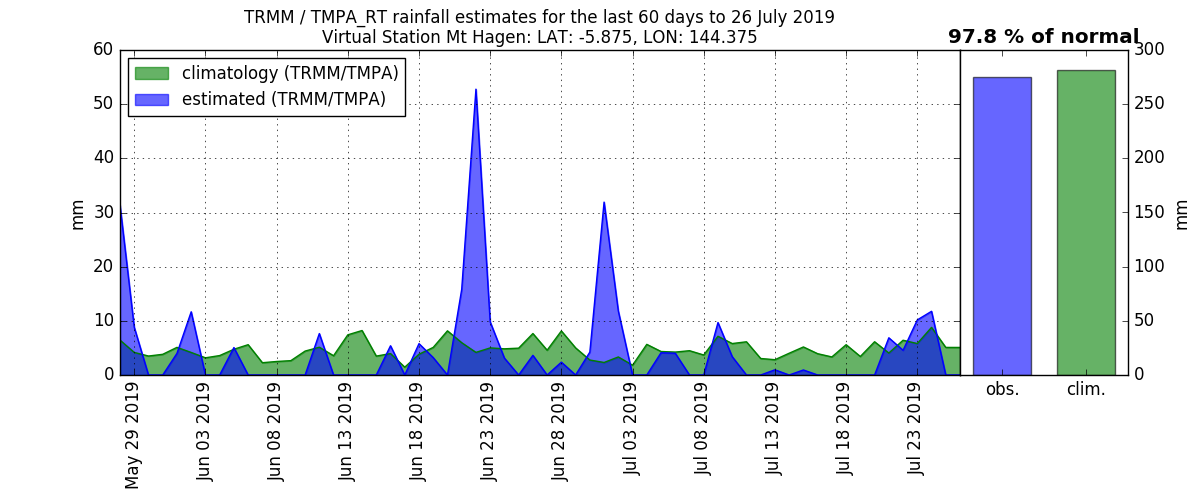 TRMM / TMPA_RT rainfall estimates for the last 60 days to 26 July 2019
Virtual Station Mt Hagen: LAT: -5.875, LON: 144.375
97.8 % of normal
climatology (TRMM/TMPA)
estimated (TRMM/TMPA)
60
50
40
30
20
10
0
mm
May 29 2019
Jun 03 2019
Jun 08 2019
Jun 13 2019
Jun 18 2019
Jun 23 2019
Jun 28 2019
Jul 03 2019
Jul 08 2019
Jul 13 2019
Jul 18 2019
Jul 23 2019
obs.
clim.
300
250
200
150
100
50
0
mm